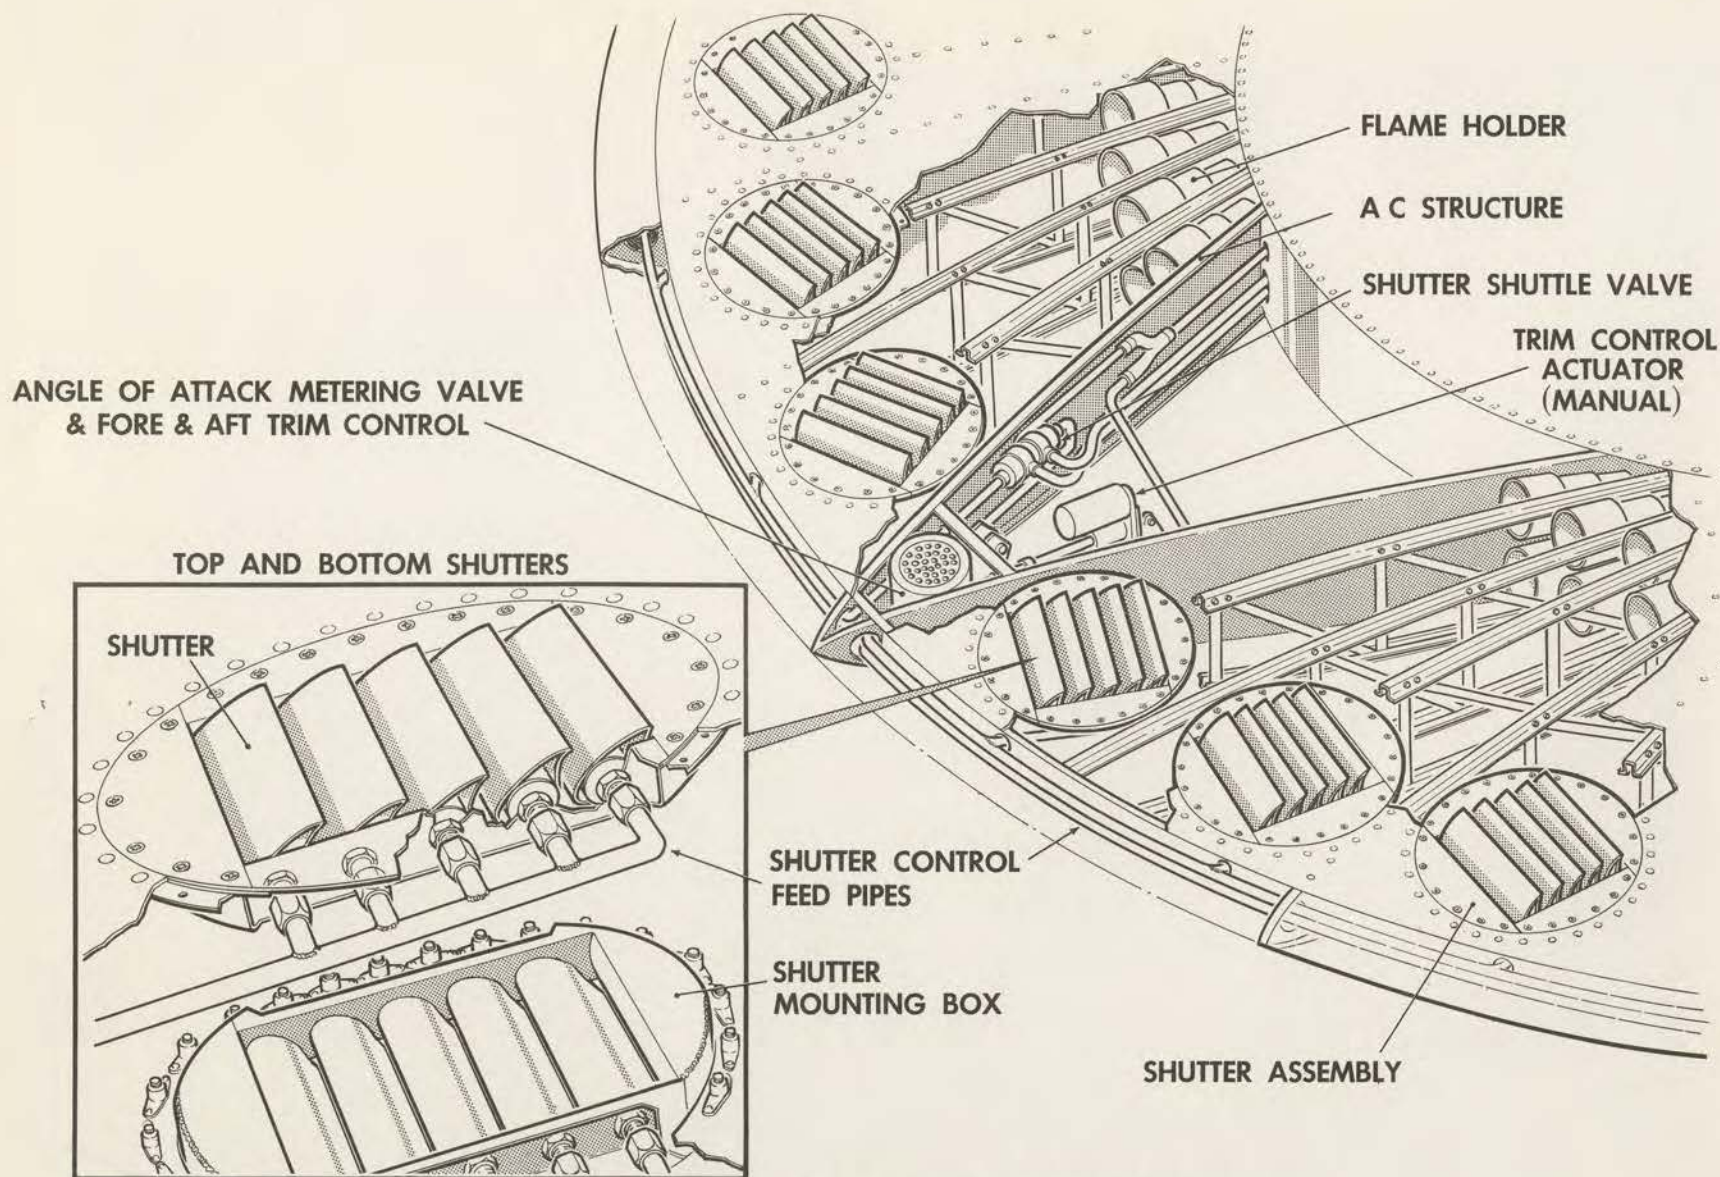 FLAME HOLDER
A C STRUCTURE
SHUTTER SHUTTLE VALVE
TRIM CONTROL
ACTUATOR
(MANUAL)
ANGLE OF ATTACK METERING VALVE
& FORE & AFT TRIM CONTROL
TOP AND BOTTOM SHUTTERS
SHUTTER
SHUTTER CONTROL
FEED PIPES
SHUTTER
MOUNTING BOX
SHUTTER ASSEMBLY